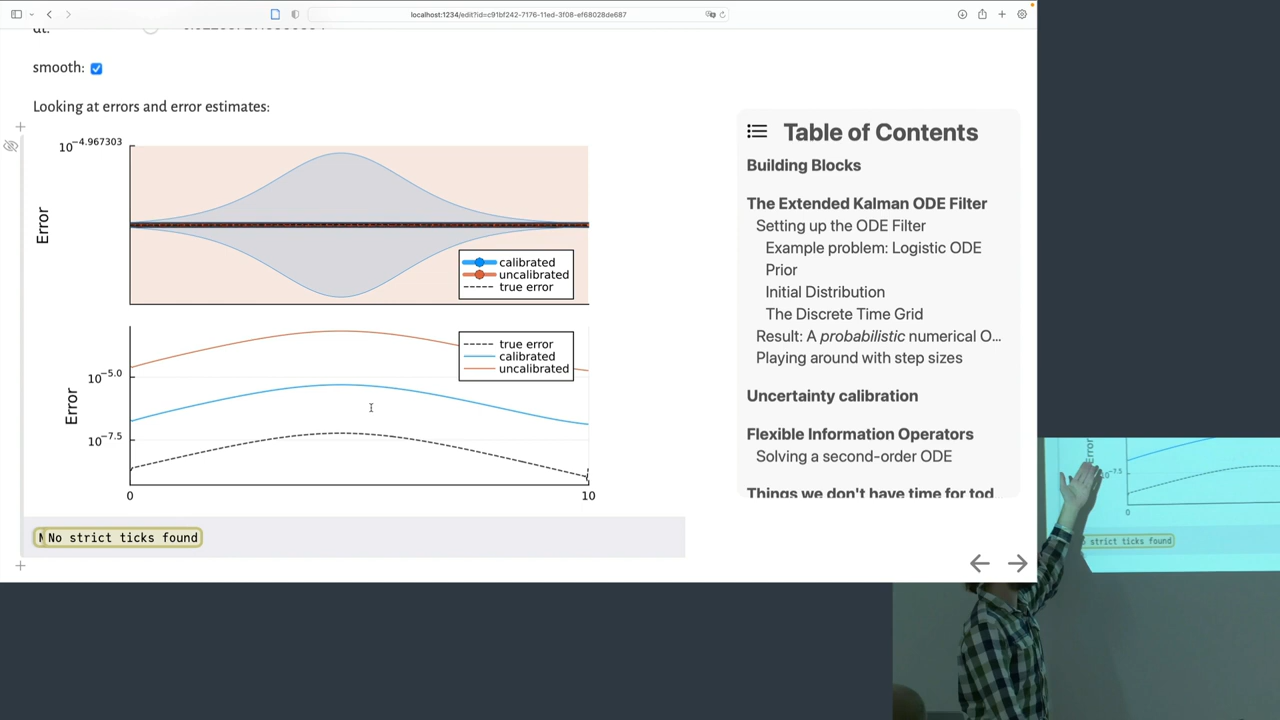 localhost:1234/edit?id=c91bf242-7176-11ed-3f08-ef68028de687
smooth:
Looking at errors and error estimates:
10^−4.967303
Error
calibrated
uncalibrated
true error
Error
10^−5.0
10^−7.5
true error
calibrated
uncalibrated
0
10
No strict ticks found
Table of Contents
Building Blocks
The Extended Kalman ODE Filter
Setting up the ODE Filter
Example problem: Logistic ODE
Prior
Initial Distribution
The Discrete Time Grid
Result: A probabilistic numerical O...
Playing around with step sizes
Uncertainty calibration
Flexible Information Operators
Solving a second-order ODE
Things we don't have time for tod
Error
−7.5
0
strict ticks found